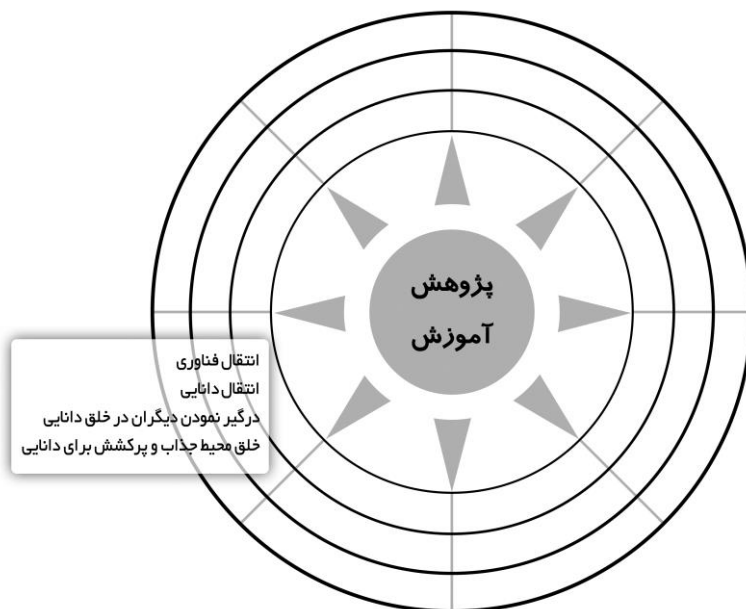 پژوهش
آموزش
انتقال فناوری
انتقال دانایی
درگیر نمودن دیگران در خلق دانایی
خلق محیط جذاب و پرکشش برای دانایی